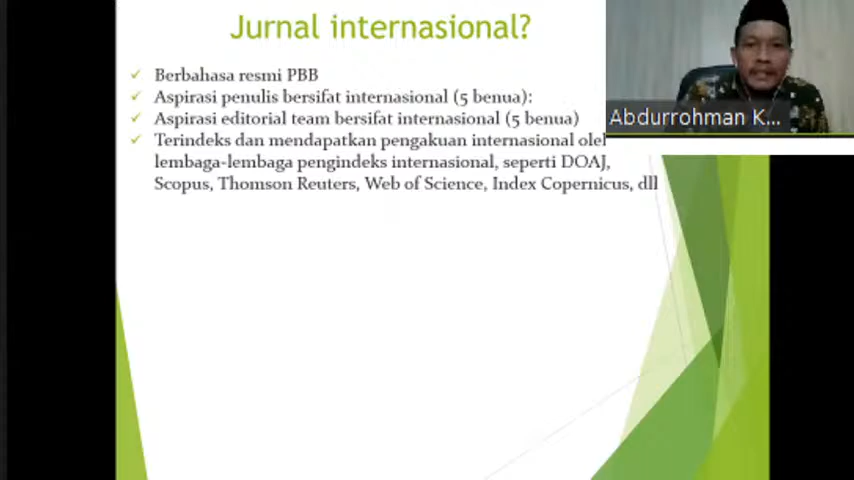 Jurnal internasional?
Berbahasa resmi PBB
Aspirasi penulis bersifat internasional (5 benua):
Aspirasi editorial team bersifat internasional (5 benua)
Terindeks dan mendapatkan pengakuan internasional oleh
lembaga-lembaga pengindeks internasional, seperti DOAJ,
Scopus, Thomson Reuters, Web of Science, Index Copernicus, dll
Abdurrohman K...